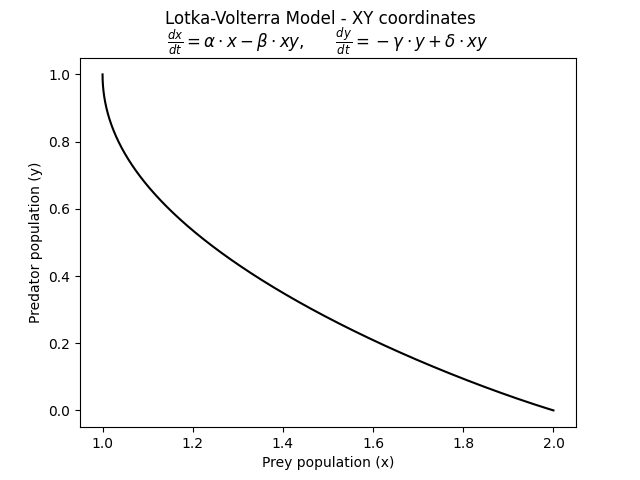 Lotka-Volterra Model - XY coordinates
dx/dt = α · x − β · xy,    dy/dt = −γ · y + δ · xy
1.0
0.8
0.6
0.4
0.2
0.0
Predator population (y)
1.0 1.2 1.4 1.6 1.8 2.0
Prey population (x)